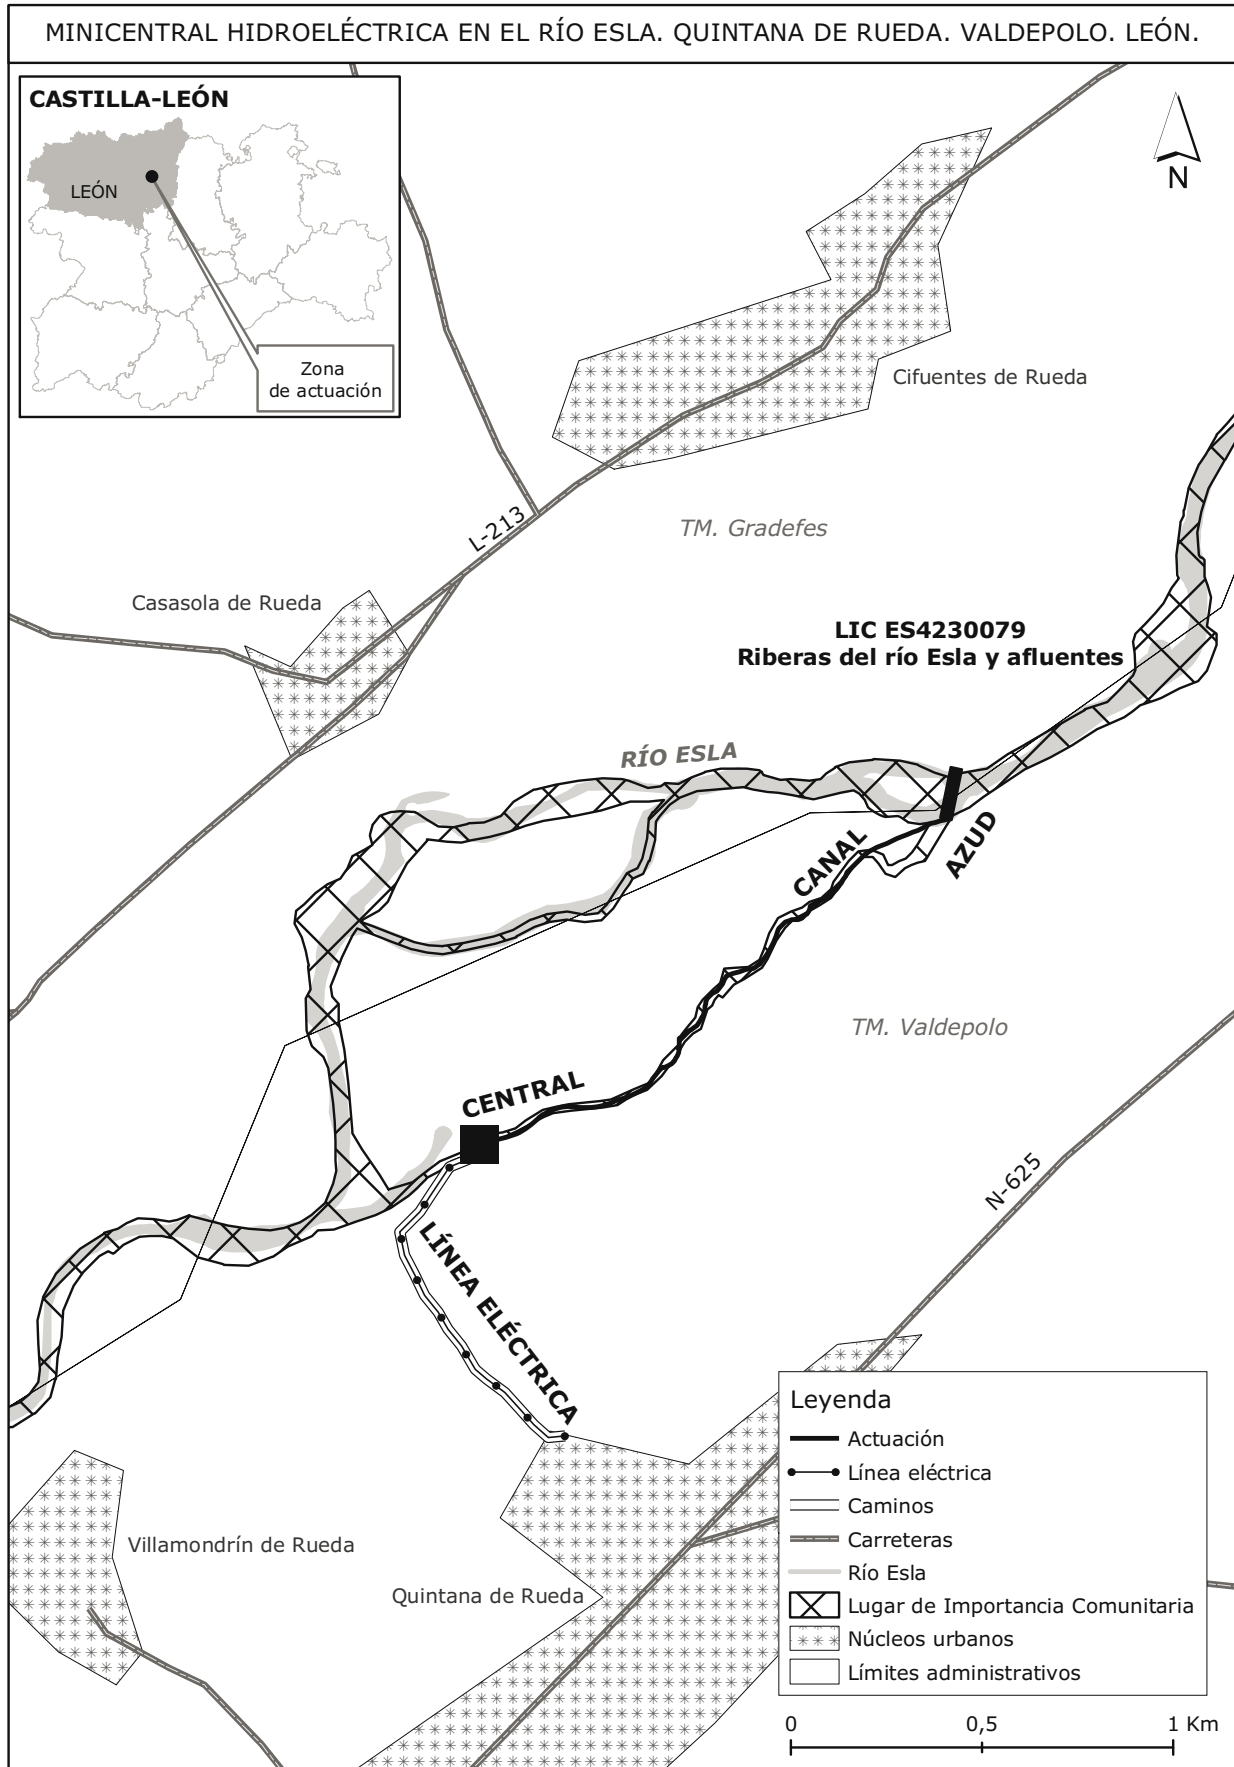 MINICENTRAL HIDROELÉCTRICA EN EL RÍO ESLA. QUINTANA DE RUEDA. VALDEPOLO. LEÓN.
CASTILLA-LEÓN
LEÓN
Zona
de actuación
N
Cifuentes de Rueda
L-213
TM. Gradefes
Casasola de Rueda
LIC ES4230079
Riberas del río Esla y afluentes
RÍO ESLA
CANAL
AZUD
TM. Valdepolo
CENTRAL
N-625
LÍNEA ELÉCTRICA
Villamondrín de Rueda
Quintana de Rueda
Leyenda
Actuación
Línea eléctrica
Caminos
Carreteras
Río Esla
Lugar de Importancia Comunitaria
Núcleos urbanos
Límites administrativos
0 0,5 1 Km